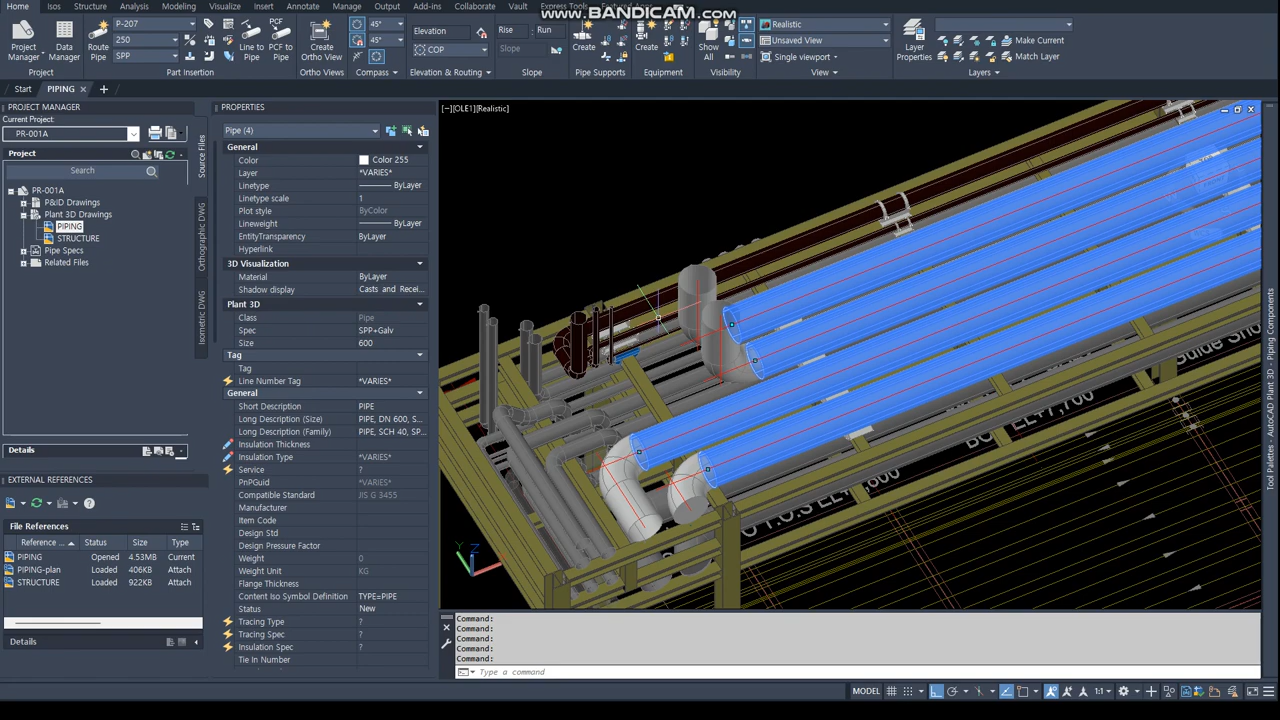 www.BANDICAM.com
Home Isos Structure Analysis Modeling Visualize Insert Annotate Manage Output Add-ins Collaborate Vault Express Tools
P-207
250
SPP
45°
45°
Elevation
COP
Rise Run
Slope
Realistic
Unsaved View
Single viewport
Project Manager
Data Manager
Route Pipe
Line to Pipe
PCF to Pipe
Create Ortho View
Create
Create
Show All
Layer Properties
Make Current
Match Layer
Project Part Insertion Ortho Views Compass Elevation & Routing Slope Pipe Supports Equipment Visibility View Layers
Start PIPING
PROJECT MANAGER
Current Project:
PR-001A
Project
Search
PR-001A
P&ID Drawings
Plant 3D Drawings
PIPING
STRUCTURE
Pipe Specs
Related Files
Source Files
Orthographic DWG
Isometric DWG
Details
EXTERNAL REFERENCES
File References
Reference ... Status Size Type
PIPING Opened 4.53MB Current
PIPING-plan Loaded 406KB Attach
STRUCTURE Loaded 922KB Attach
Details
PROPERTIES
Pipe (4)
General
Color Color 255
Layer *VARIES*
Linetype ByLayer
Linetype scale 1
Plot style ByColor
Lineweight ByLayer
EntityTransparency ByLayer
Hyperlink
3D Visualization
Material ByLayer
Shadow display Casts and Recei...
Plant 3D
Class Pipe
Spec SPP+Galv
Size 600
Tag
Tag
Line Number Tag *VARIES*
General
Short Description PIPE
Long Description (Size) PIPE, DN 600, S...
Long Description (Family) PIPE, SCH 40, SP...
Insulation Thickness
Insulation Type *VARIES*
Service ?
PnPGuid *VARIES*
Compatible Standard JIS G 3455
Manufacturer
Item Code
Design Std
Design Pressure Factor
Weight 0
Weight Unit KG
Flange Thickness
Content Iso Symbol Definition TYPE=PIPE
Status New
Tracing Type ?
Tracing Spec ?
Insulation Spec ?
Tie In Number
[−][OLE1][Realistic]
Guide Sho
EL+7,700
T.O.S EL+6,600
Command:
Command:
Command:
Command:
Command:
Type a command
Tool Palettes - AutoCAD Plant 3D - Piping Components
MODEL
1:1